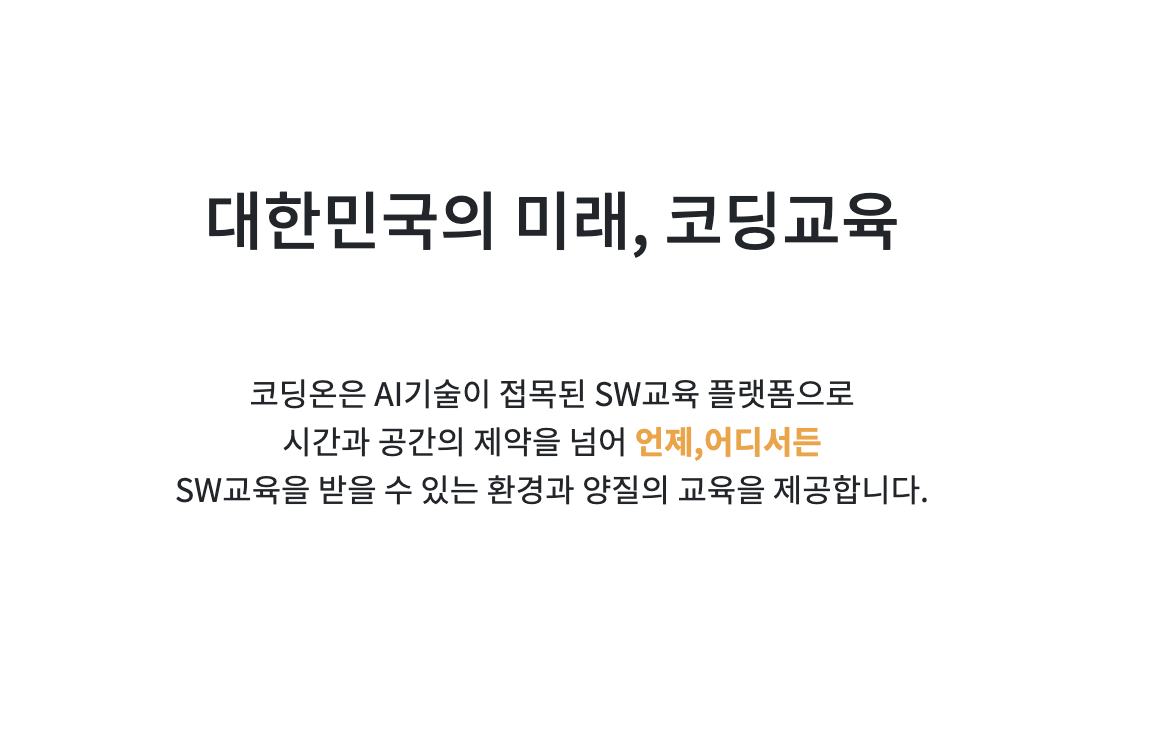 대한민국의 미래, 코딩교육
코딩온은 AI기술이 접목된 SW교육 플랫폼으로
시간과 공간의 제약을 넘어 언제,어디서든
SW교육을 받을 수 있는 환경과 양질의 교육을 제공합니다.